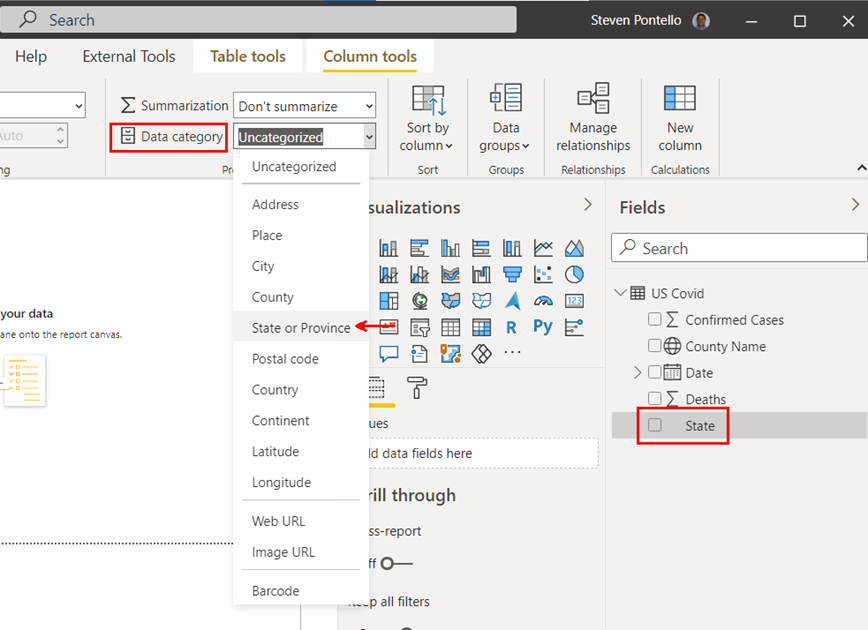 Search
Steven Pontello
Help
External Tools
Table tools
Column tools
Summarization
Don't summarize
Auto
Data category
Uncategorized
Sort by
column
Sort
Data
groups
Groups
Manage
relationships
Relationships
New
column
Calculations
Uncategorized
Address
Place
City
County
State or Province
Postal code
Country
Continent
Latitude
Longitude
Web URL
Image URL
Barcode
your data
ane onto the report canvas.
sualizations
123
R
Py
ues
ld data fields here
rill through
ss-report
ff
eep all filters
Fields
Search
US Covid
Confirmed Cases
County Name
Date
Deaths
State